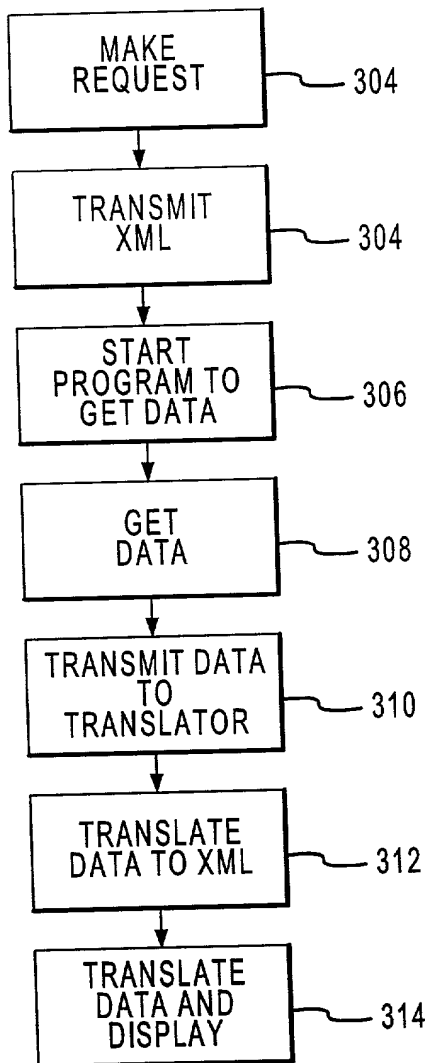 MAKE
REQUEST
304
TRANSMIT
XML
304
START
PROGRAM TO
GET DATA
306
GET
DATA
308
TRANSMIT DATA
TO
TRANSLATOR
310
TRANSLATE
DATA TO XML
312
TRANSLATE
DATA AND
DISPLAY
314